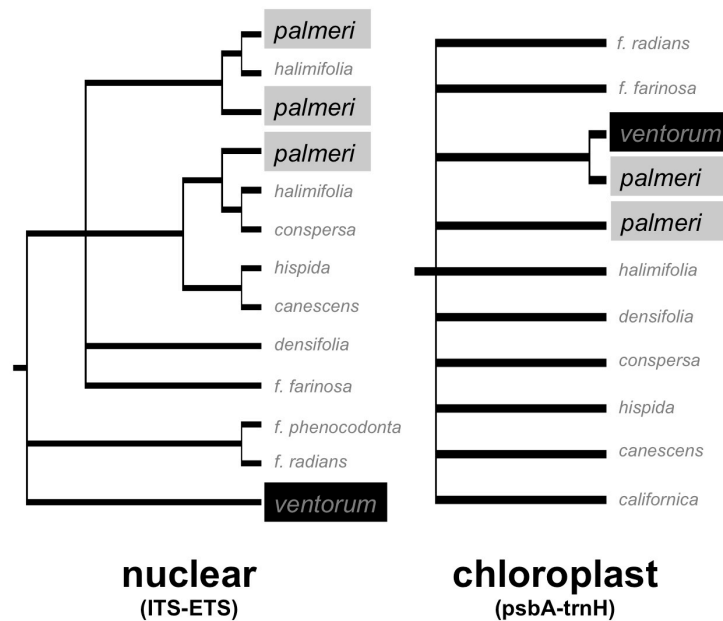 palmeri
halimifolia
palmeri
palmeri
halimifolia
conspersa
hispida
canescens
densifolia
f. farinosa
f. phenocodonta
f. radians
ventorum
nuclear
(ITS-ETS)
f. radians
f. farinosa
ventorum
palmeri
palmeri
halimifolia
densifolia
conspersa
hispida
canescens
californica
chloroplast
(psbA-trnH)